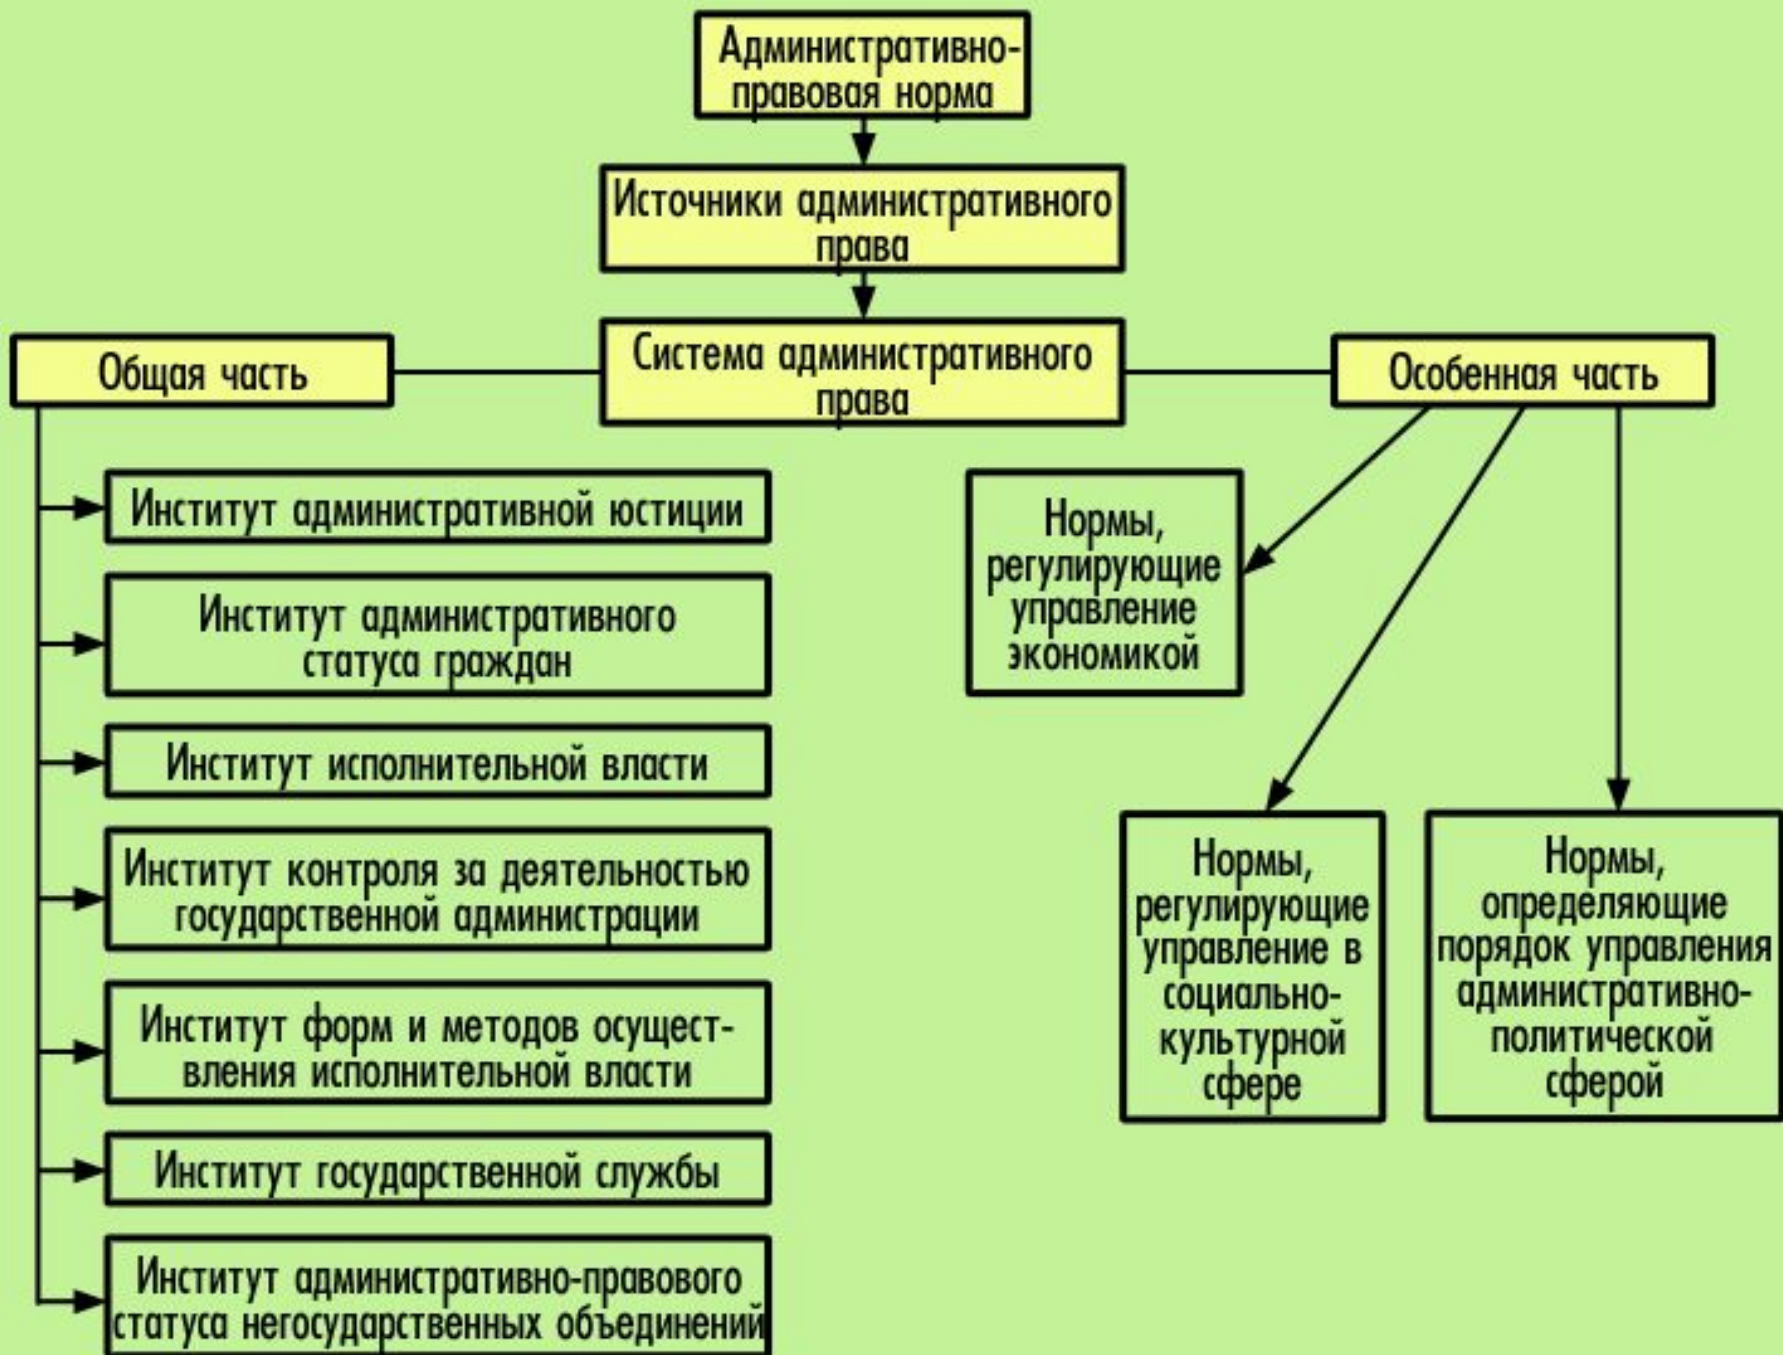 Административно-
правовая норма
Источники административного
права
Система административного
права
Общая часть
Особенная часть
Институт административной юстиции
Институт административного
статуса граждан
Институт исполнительной власти
Институт контроля за деятельностью
государственной администрации
Институт форм и методов осущест-
вления исполнительной власти
Институт государственной службы
Институт административно-правового
статуса негосударственных объединений
Нормы,
регулирующие
управление
экономикой
Нормы,
регулирующие
управление в
социально-
культурной
сфере
Нормы,
определяющие
порядок управления
административно-
политической
сферой